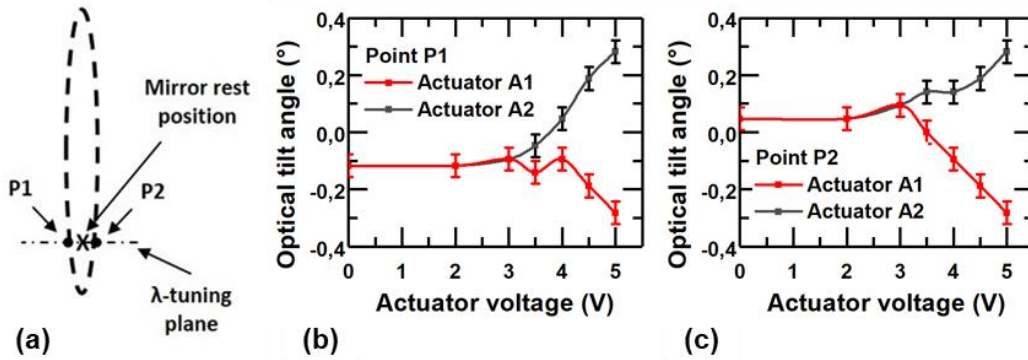 Mirror rest
position
P1
P2
λ-tuning
plane
(a)
(b)
Optical tilt angle (°)
0,4
0,2
0,0
-0,2
-0,4
Point P1
Actuator A1
Actuator A2
0 1 2 3 4 5
Actuator voltage (V)
(c)
Optical tilt angle (°)
0,4
0,2
0,0
-0,2
-0,4
Point P2
Actuator A1
Actuator A2
0 1 2 3 4 5
Actuator voltage (V)